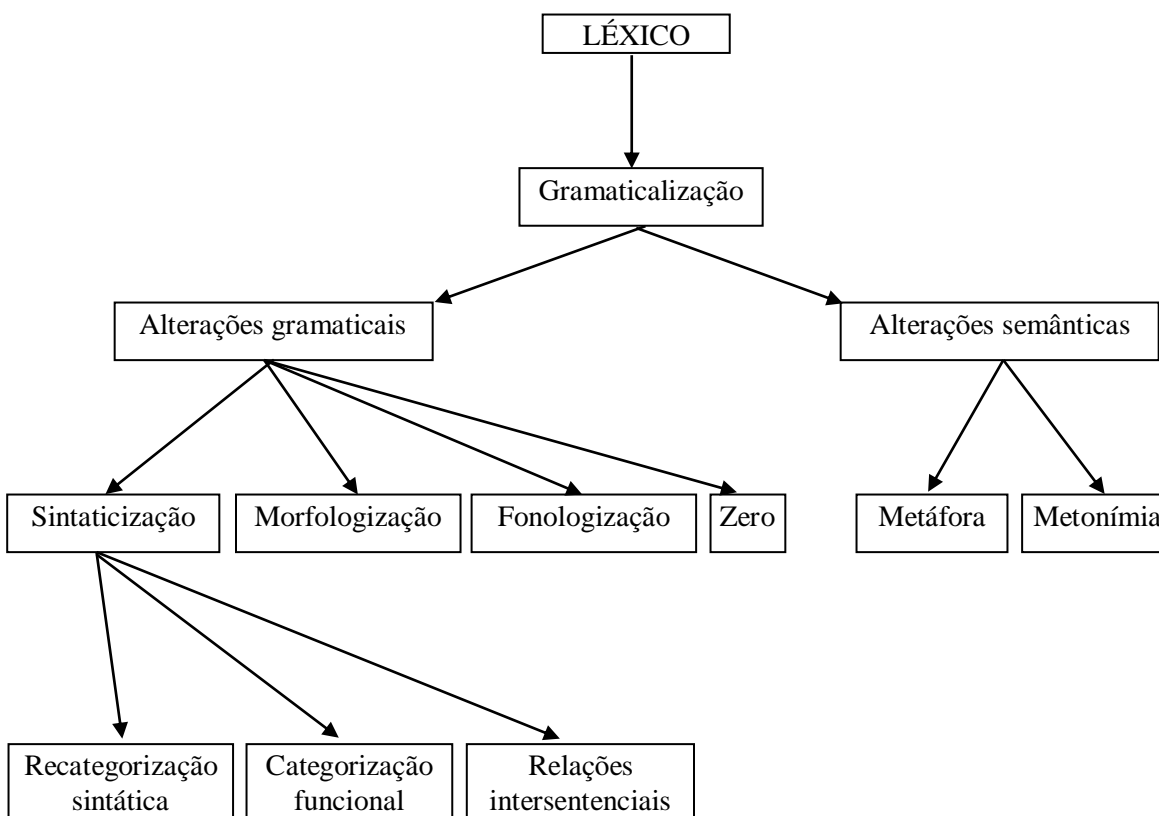 LÉXICO
Gramaticalização
Alterações gramaticais
Alterações semânticas
Sintaticização
Morfologização
Fonologização
Zero
Metáfora
Metonímia
Recategorização
sintática
Categorização
funcional
Relações
intersentenciais